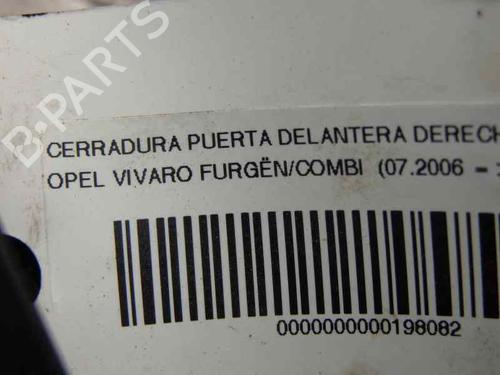 B-PARTS
CERRADURA PUERTA DELANTERA DERECH
OPEL VIVARO FURGËN/COMBI (07.2006 -
0000000000198082